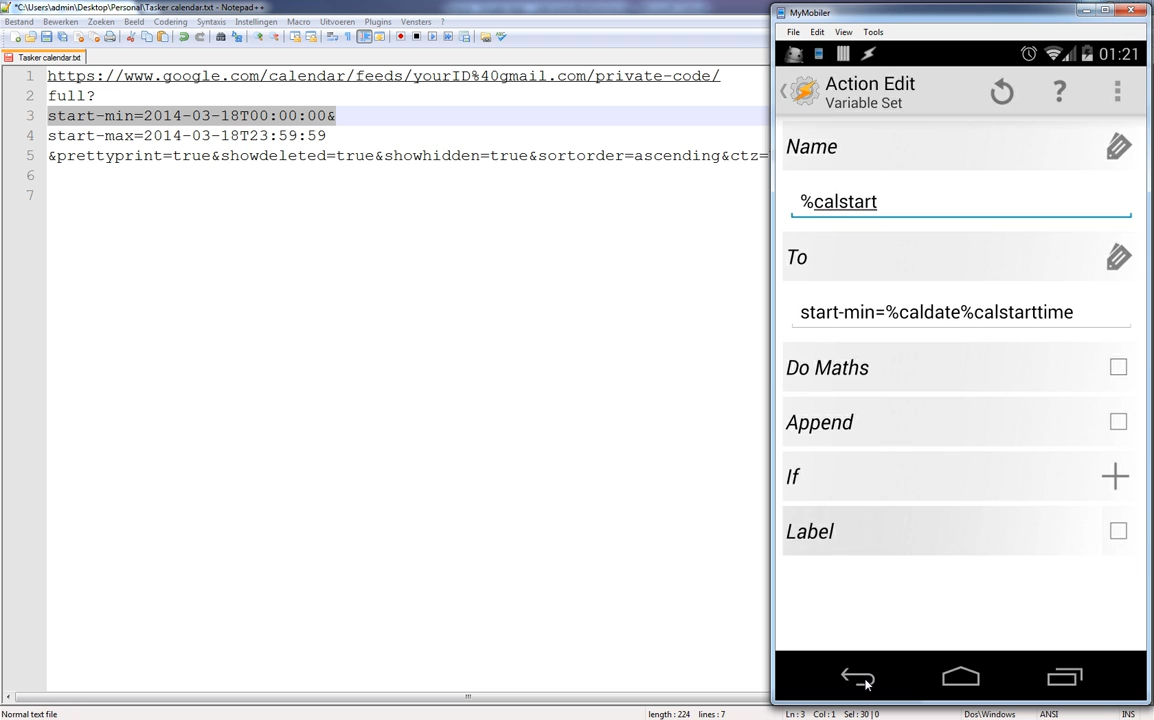 *C:\Users\admin\Desktop\Personal\Tasker calendar.txt - Notepad++
Bestand Bewerken Zoeken Beeld Codering Syntaxis Instellingen Macro Uitvoeren Plugins Vensters ?
Tasker calendar.txt
1 https://www.google.com/calendar/feeds/yourID%40gmail.com/private-code/
2 full?
3 start-min=2014-03-18T00:00:00&
4 start-max=2014-03-18T23:59:59
5 &prettyprint=true&showdeleted=true&showhidden=true&sortorder=ascending&ctz=
6
7
Normal text file length : 224 lines : 7 Ln : 3 Col : 1 Sel : 30 | 0 Dos\Windows ANSI INS
MyMobiler
File Edit View Tools
01:21
Action Edit
Variable Set
?
Name
%calstart
To
start-min=%caldate%calstarttime
Do Maths
Append
If
Label